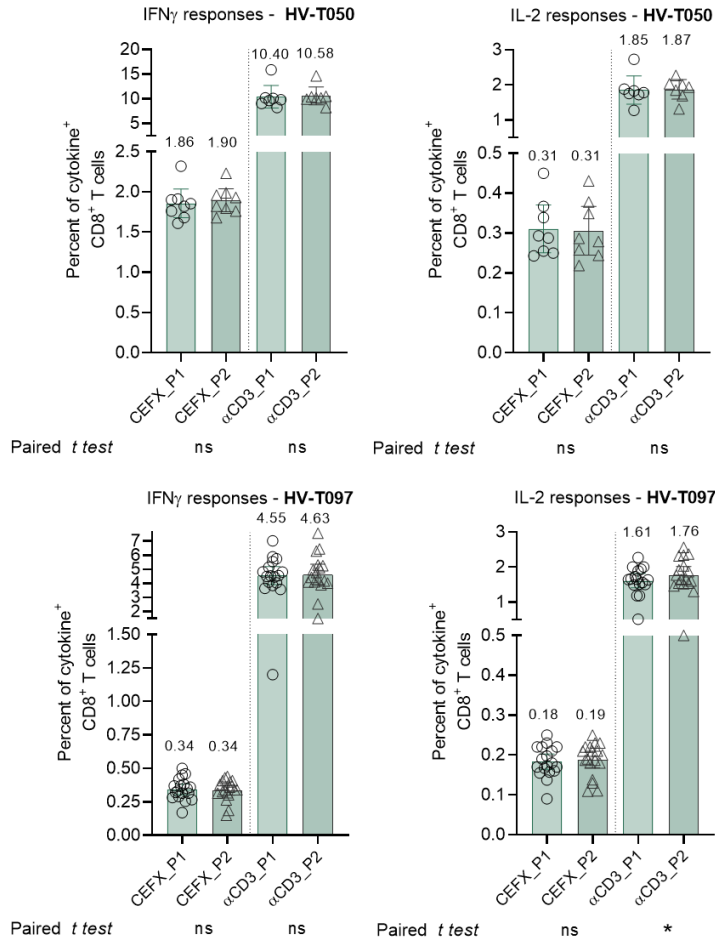 IFNγ responses - HV-T050
Percent of cytokine⁺
CD8⁺ T cells
20
15
10
5
2.0
1.5
1.0
0.5
0.0
1.86
1.90
10.40
10.58
CEFX_P1
CEFX_P2
αCD3_P1
αCD3_P2
Paired t test
ns
ns
IL-2 responses - HV-T050
Percent of cytokine⁺
CD8⁺ T cells
3
2
1
0.5
0.4
0.3
0.2
0.1
0.0
0.31
0.31
1.85
1.87
CEFX_P1
CEFX_P2
αCD3_P1
αCD3_P2
Paired t test
ns
ns
IFNγ responses - HV-T097
Percent of cytokine⁺
CD8⁺ T cells
7
6
5
4
3
2
1.50
1.25
1.00
0.75
0.50
0.25
0.00
0.34
0.34
4.55
4.63
CEFX_P1
CEFX_P2
αCD3_P1
αCD3_P2
Paired t test
ns
ns
IL-2 responses - HV-T097
Percent of cytokine⁺
CD8⁺ T cells
3
2
1
0.5
0.4
0.3
0.2
0.1
0.0
0.18
0.19
1.61
1.76
CEFX_P1
CEFX_P2
αCD3_P1
αCD3_P2
Paired t test
ns
*